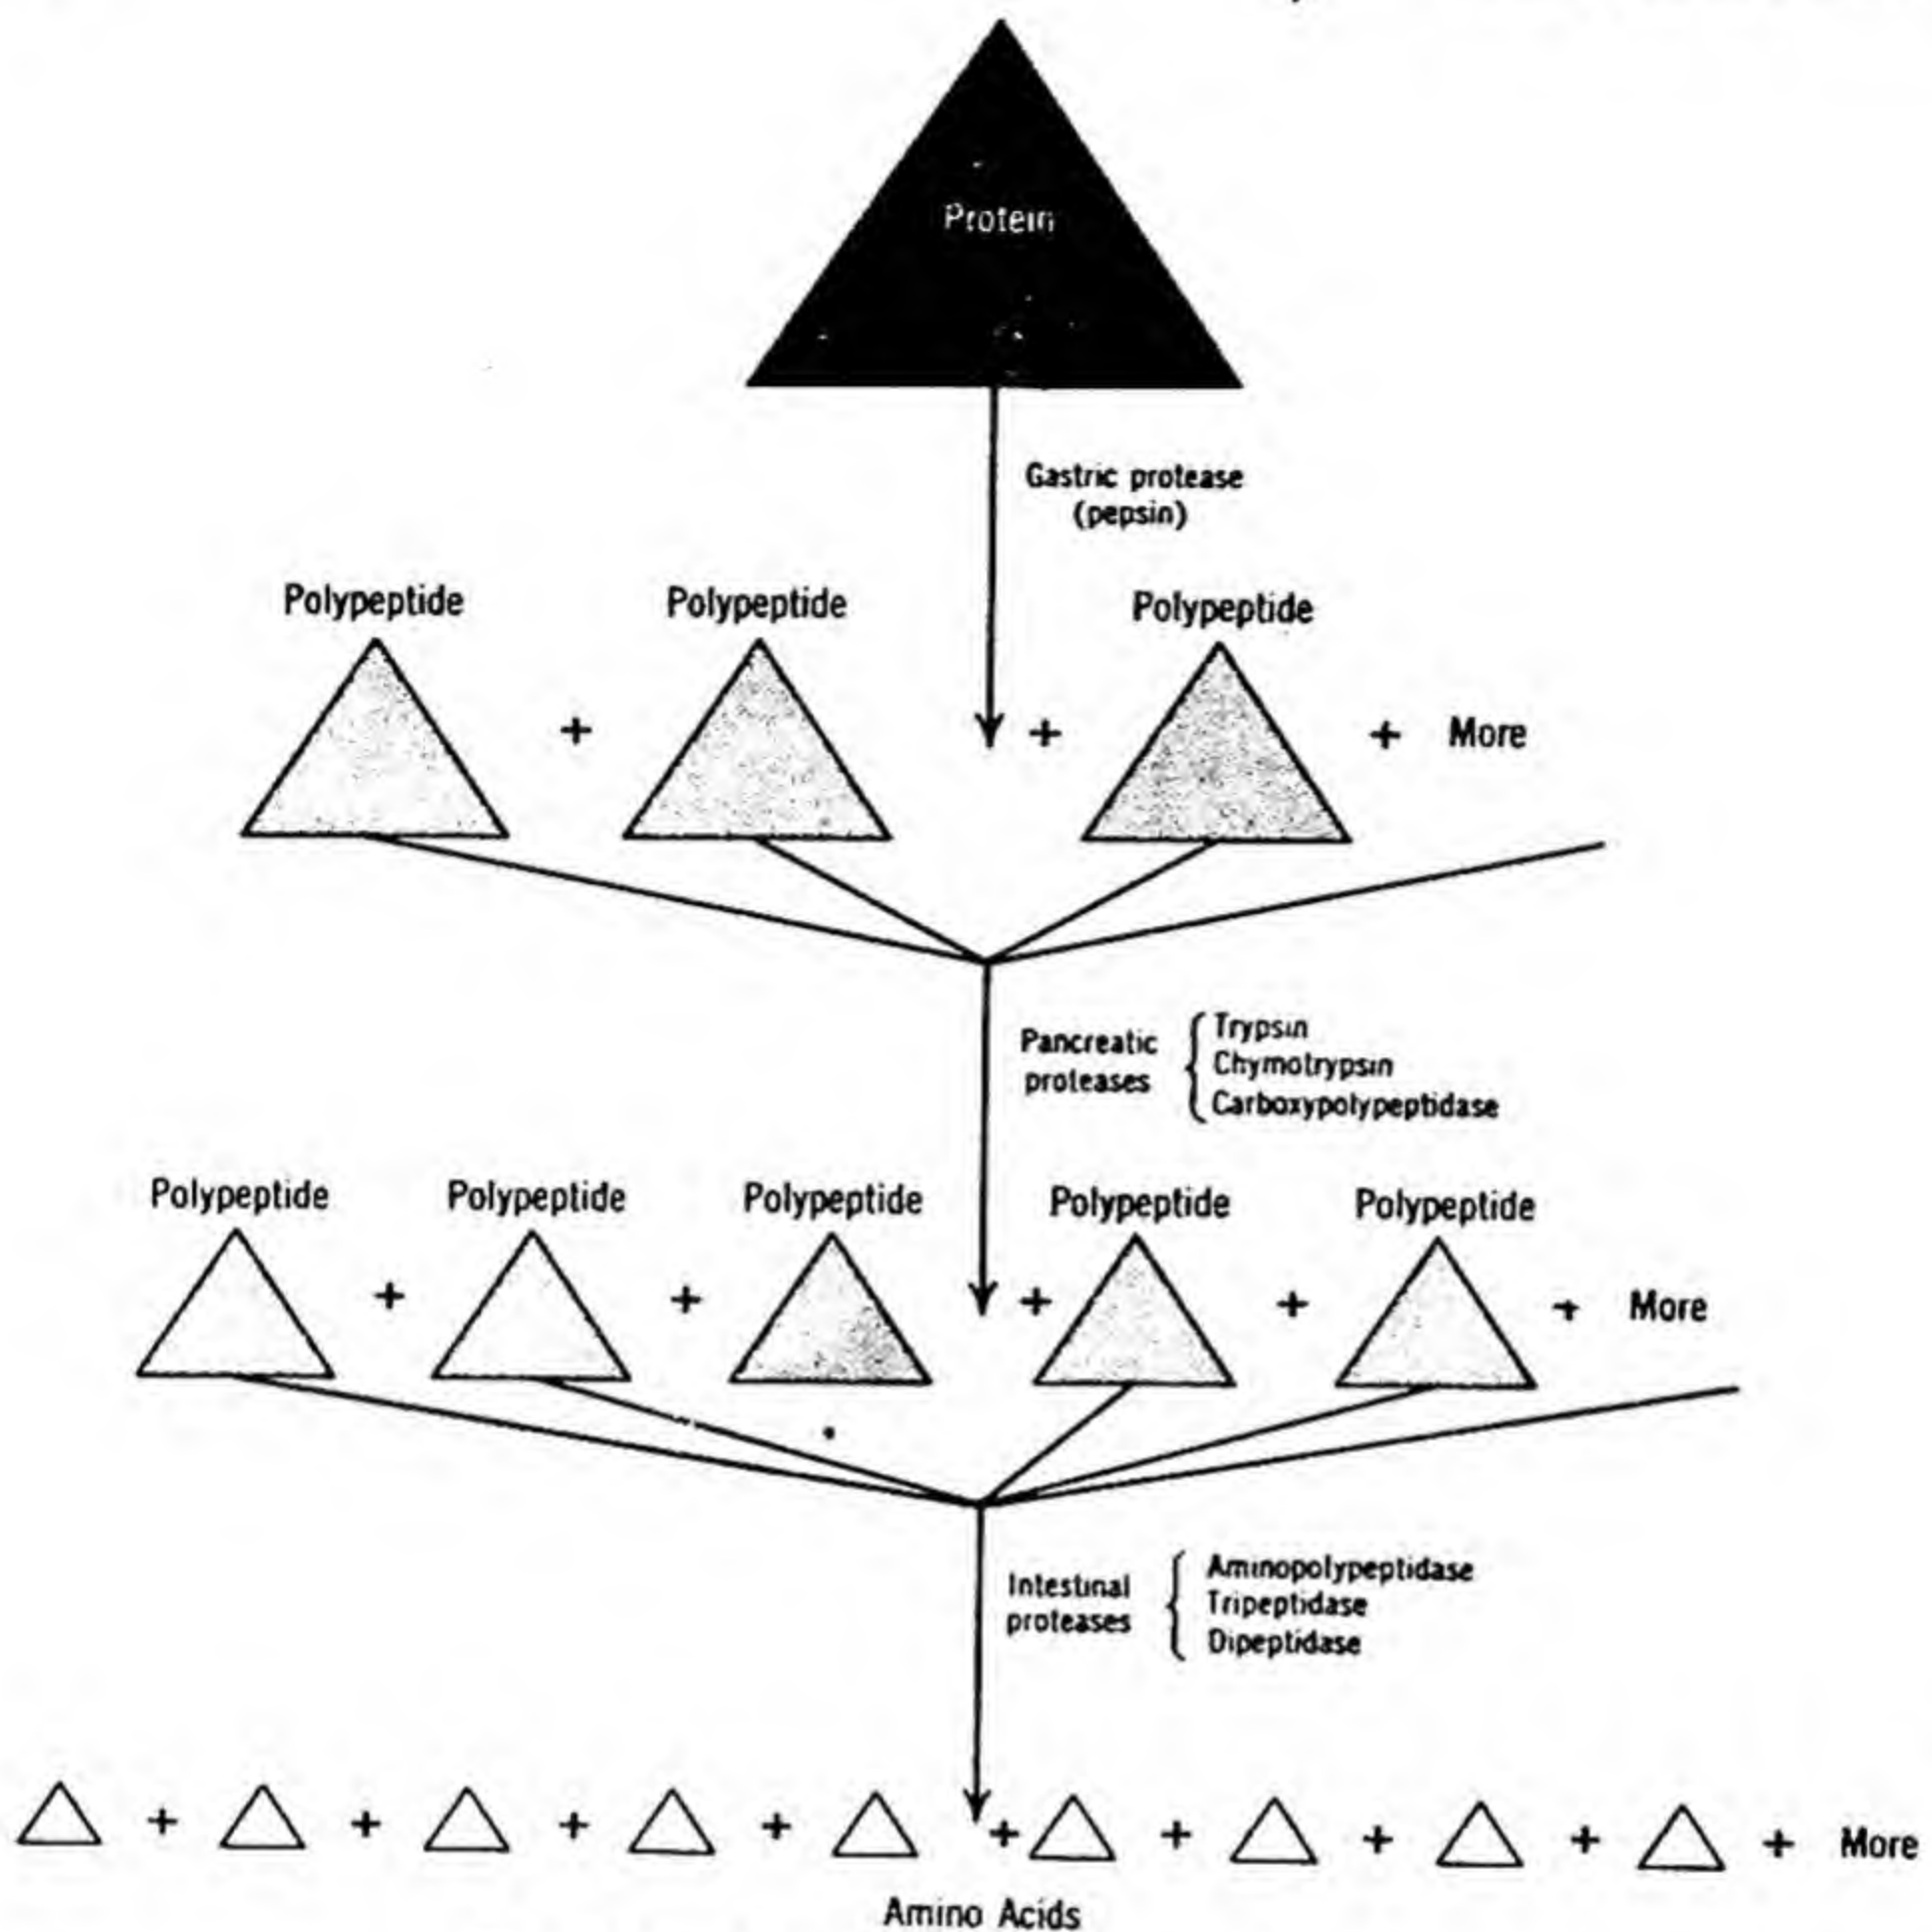 Protein
Gastric protease
(pepsin)
Polypeptide Polypeptide Polypeptide
+ + + More
Pancreatic proteases { Trypsin
Chymotrypsin
Carboxypolypeptidase
Polypeptide Polypeptide Polypeptide Polypeptide Polypeptide
+ + + + + More
Intestinal proteases { Aminopolypeptidase
Tripeptidase
Dipeptidase
+ + + + + + + + + More
Amino Acids